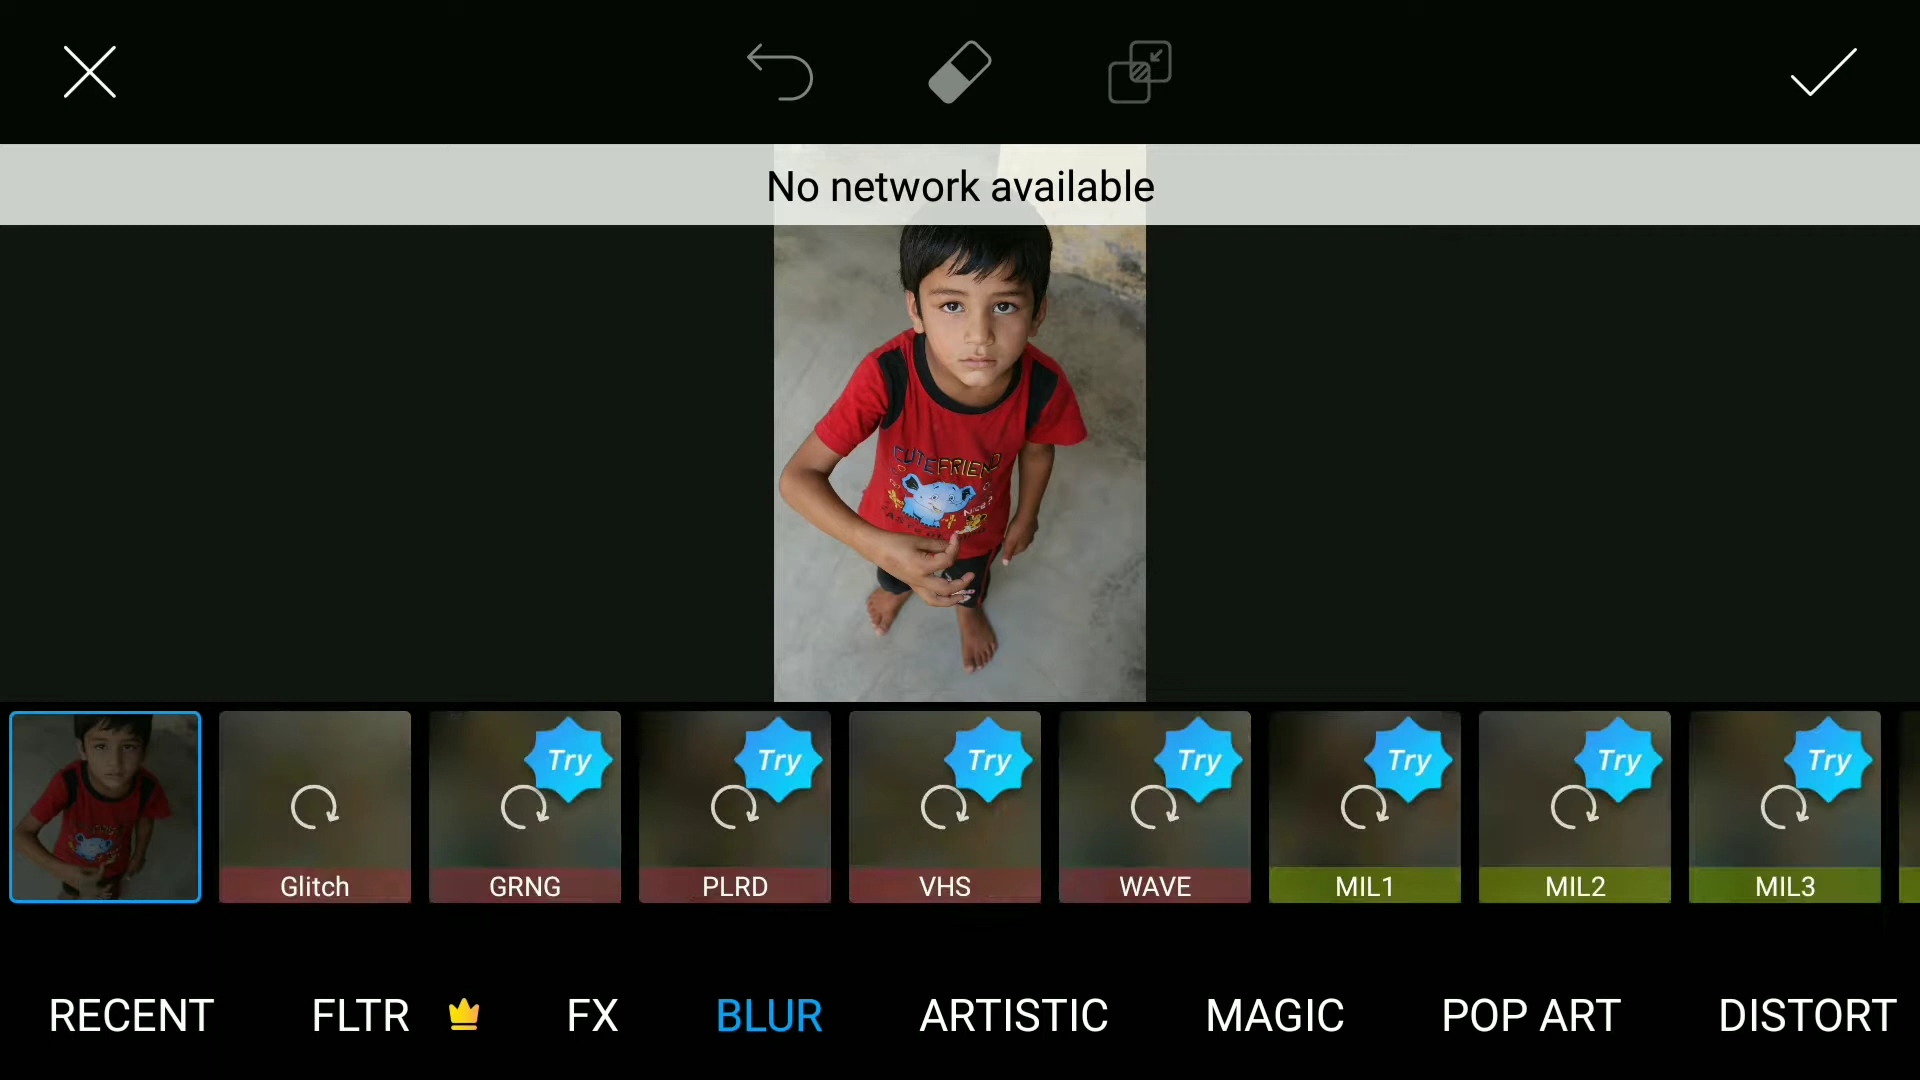 No network available
CUTEFRIEND
Nice?
Try
Try
Try
Try
Try
Try
Try
Glitch
GRNG
PLRD
VHS
WAVE
MIL1
MIL2
MIL3
RECENT
FLTR
FX
BLUR
ARTISTIC
MAGIC
POP ART
DISTORT